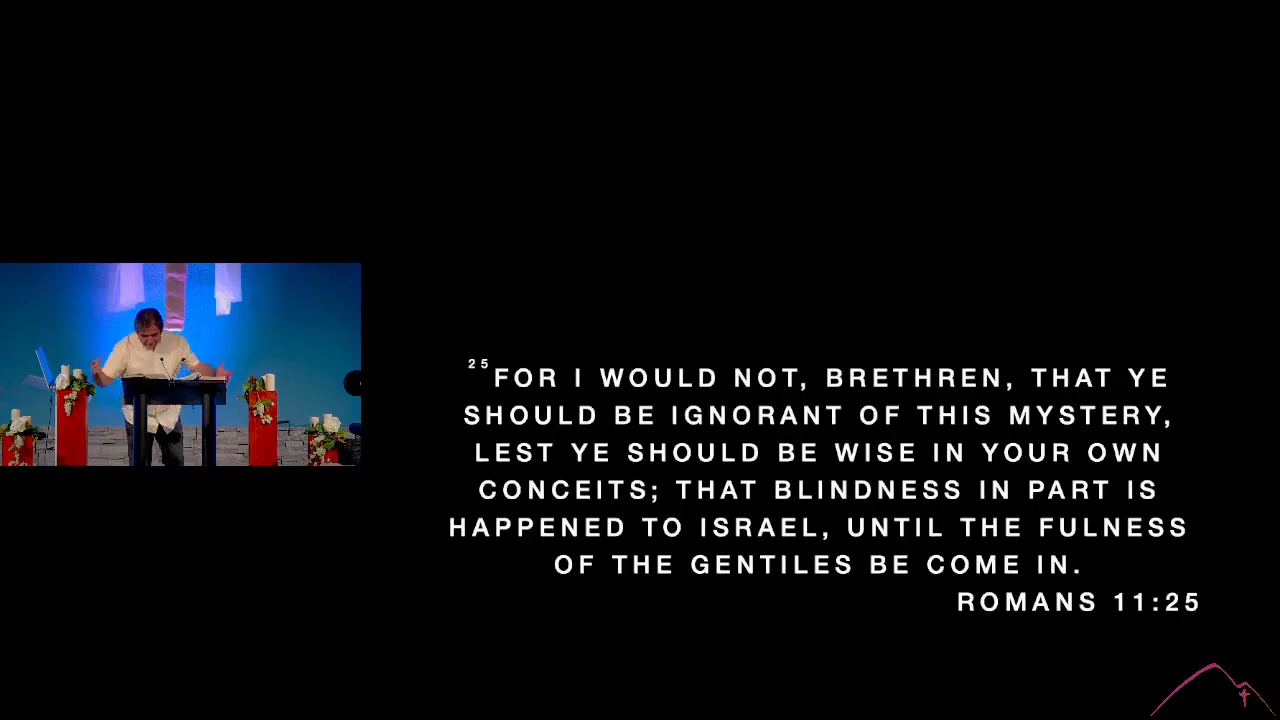 25FOR I WOULD NOT, BRETHREN, THAT YE
SHOULD BE IGNORANT OF THIS MYSTERY,
LEST YE SHOULD BE WISE IN YOUR OWN
CONCEITS; THAT BLINDNESS IN PART IS
HAPPENED TO ISRAEL, UNTIL THE FULNESS
OF THE GENTILES BE COME IN.
ROMANS 11:25